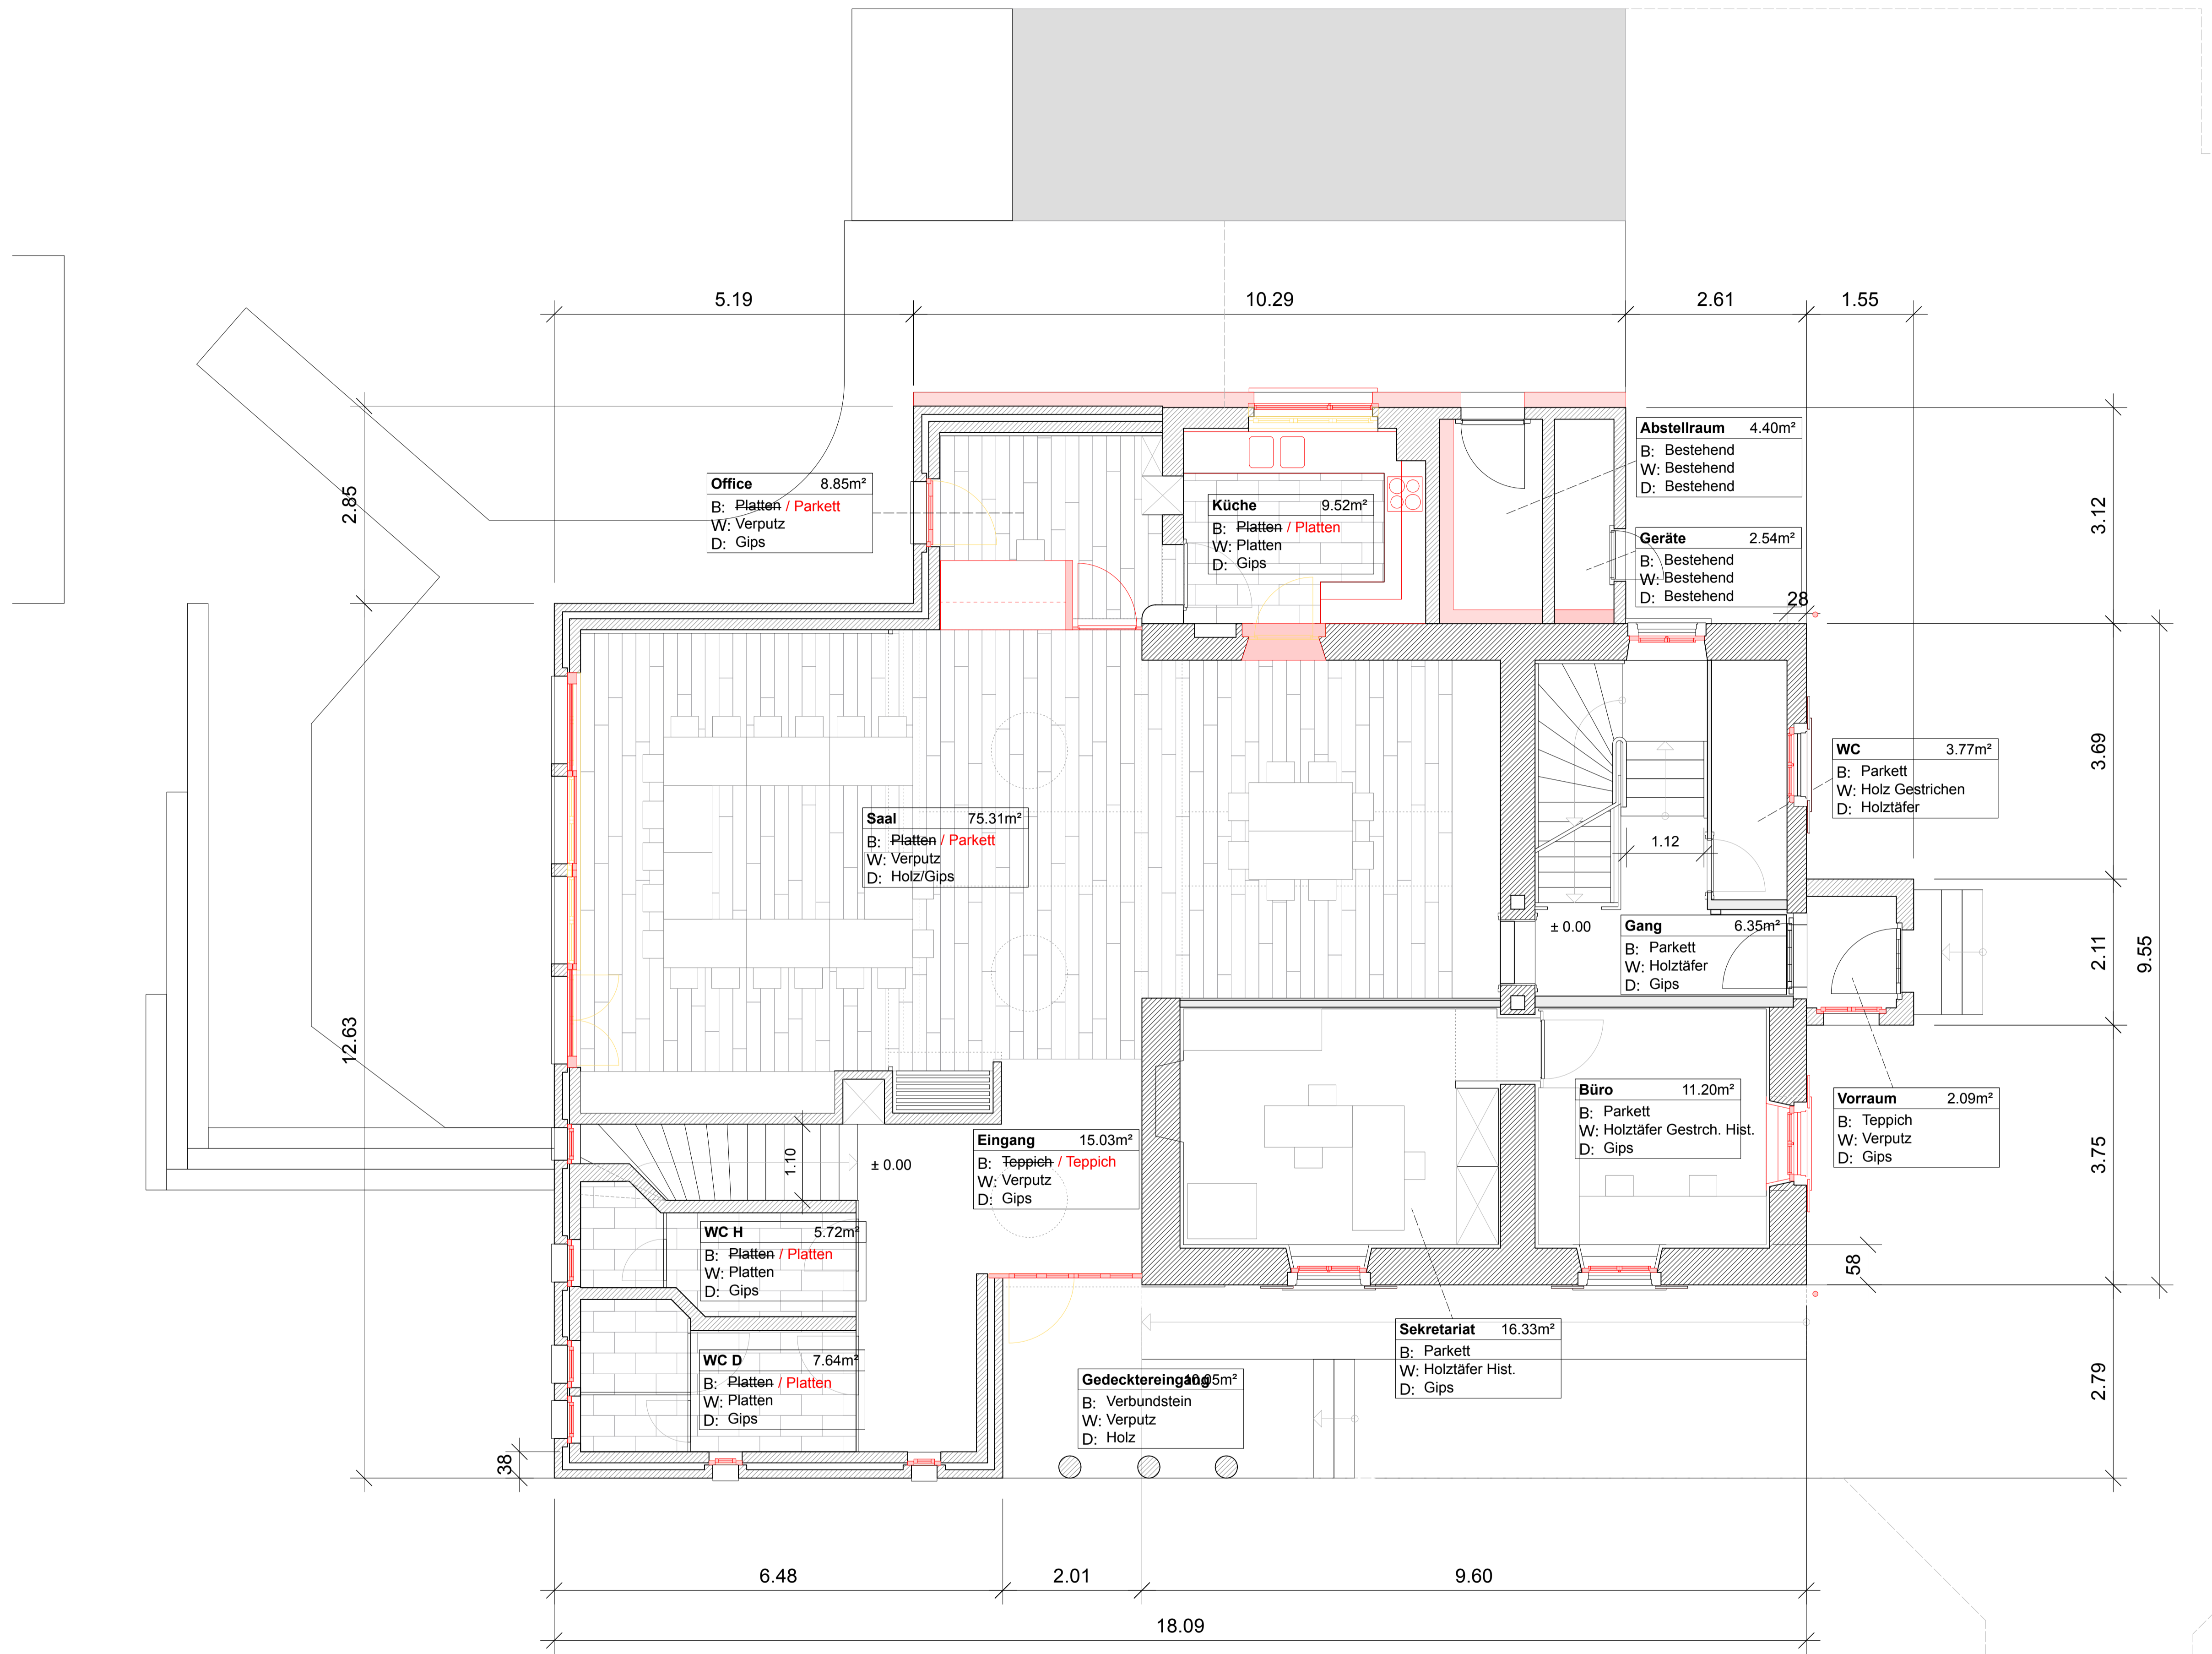 5.19
10.29
2.61
1.55
2.85
12.63
3.12
3.69
2.11
3.75
2.79
9.55
28
Office 8.85m²
B: Platten / Parkett
W: Verputz
D: Gips
Küche 9.52m²
B: Platten / Platten
W: Platten
D: Gips
Abstellraum 4.40m²
B: Bestehend
W: Bestehend
D: Bestehend
Geräte 2.54m²
B: Bestehend
W: Bestehend
D: Bestehend
WC 3.77m²
B: Parkett
W: Holz Gestrichen
D: Holztäfer
Saal 75.31m²
B: Platten / Parkett
W: Verputz
D: Holz/Gips
1.12
± 0.00
Gang 6.35m²
B: Parkett
W: Holztäfer
D: Gips
Büro 11.20m²
B: Parkett
W: Holztäfer Gestrch. Hist.
D: Gips
Vorraum 2.09m²
B: Teppich
W: Verputz
D: Gips
1.10
± 0.00
Eingang 15.03m²
B: Teppich / Teppich
W: Verputz
D: Gips
WC H 5.72m²
B: Platten / Platten
W: Platten
D: Gips
58
WC D 7.64m²
B: Platten / Platten
W: Platten
D: Gips
Sekretariat 16.33m²
B: Parkett
W: Holztäfer Hist.
D: Gips
Gedecktereingang 10.05m²
B: Verbundstein
W: Verputz
D: Holz
38
6.48
2.01
9.60
18.09